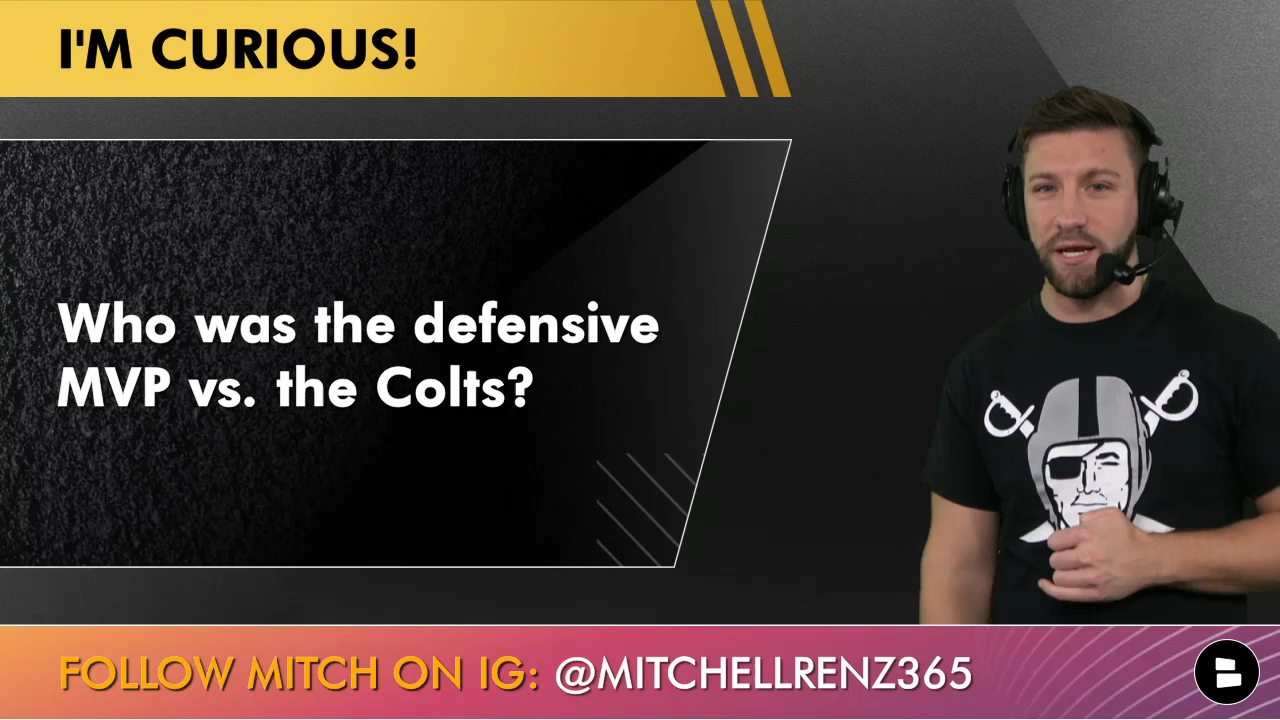 I'M CURIOUS!
Who was the defensive
MVP vs. the Colts?
FOLLOW MITCH ON IG: @MITCHELLRENZ365